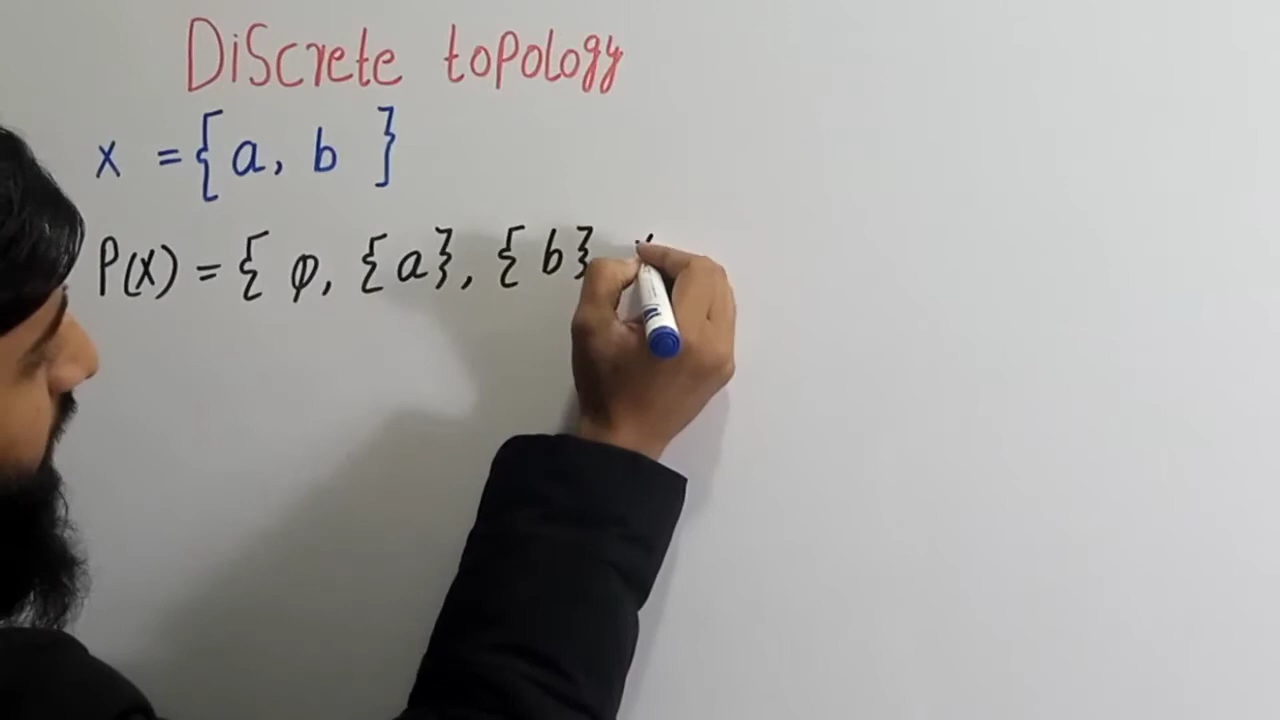 Discrete topology
x = { a, b }
P(X) = { φ, {a}, { b}